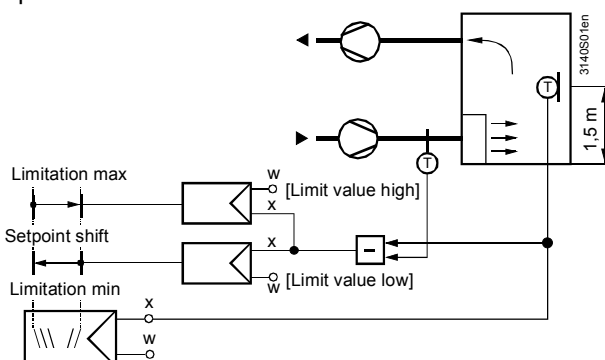 3140S01en
T
1,5 m
T
Limitation max
w
[Limit value high]
x
Setpoint shift
x
-
Limitation min
w
[Limit value low]
x
w